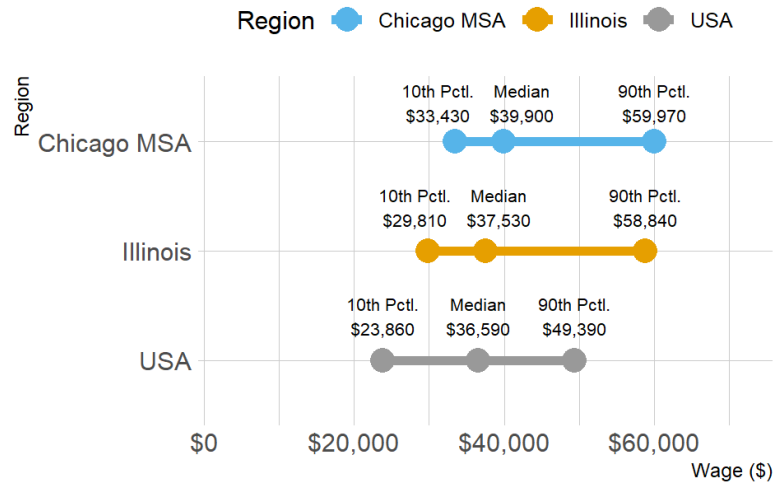 Region Chicago MSA Illinois USA
Region
10th Pctl. Median 90th Pctl.
$33,430 $39,900 $59,970
Chicago MSA
10th Pctl. Median 90th Pctl.
$29,810 $37,530 $58,840
Illinois
10th Pctl. Median 90th Pctl.
$23,860 $36,590 $49,390
USA
$0 $20,000 $40,000 $60,000
Wage ($)